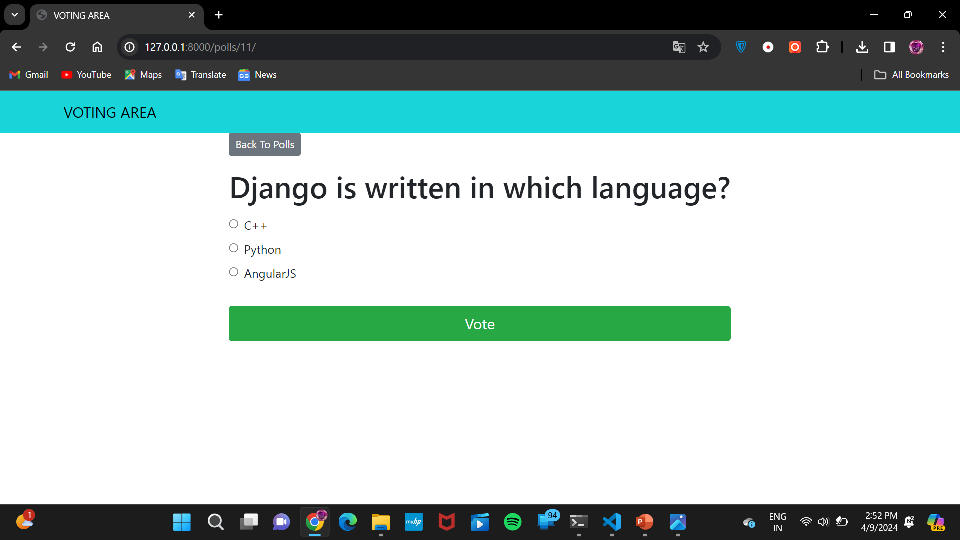 VOTING AREA
127.0.0.1:8000/polls/11/
Gmail YouTube Maps Translate News All Bookmarks
VOTING AREA
Back To Polls
Django is written in which language?
C++
Python
AngularJS
Vote
1
94
ENG
IN
2:52 PM
4/9/2024